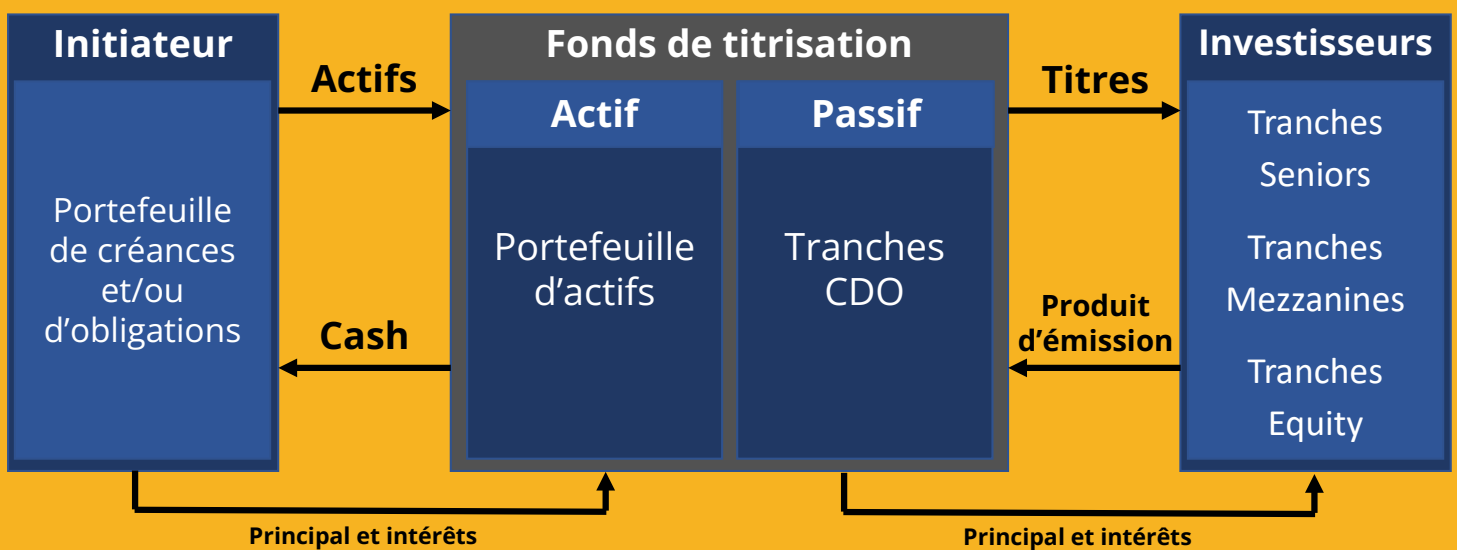 Initiateur
Portefeuille
de créances
et/ou
d’obligations
Actifs
Cash
Fonds de titrisation
Actif
Portefeuille
d’actifs
Passif
Tranches
CDO
Titres
Produit
d’émission
Investisseurs
Tranches
Seniors
Tranches
Mezzanines
Tranches
Equity
Principal et intérêts
Principal et intérêts